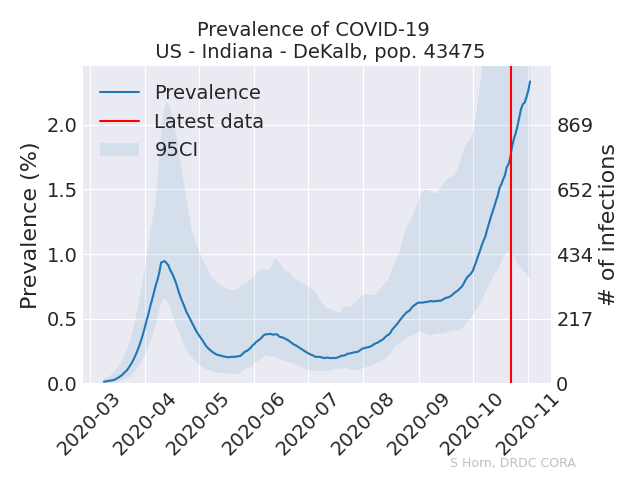 Prevalence of COVID-19
US - Indiana - DeKalb, pop. 43475
Prevalence
Latest data
95CI
Prevalence (%)
2.0
1.5
1.0
0.5
0.0
869
652
434
217
0
# of infections
2020-03
2020-04
2020-05
2020-06
2020-07
2020-08
2020-09
2020-10
2020-11
S Horn, DRDC CORA